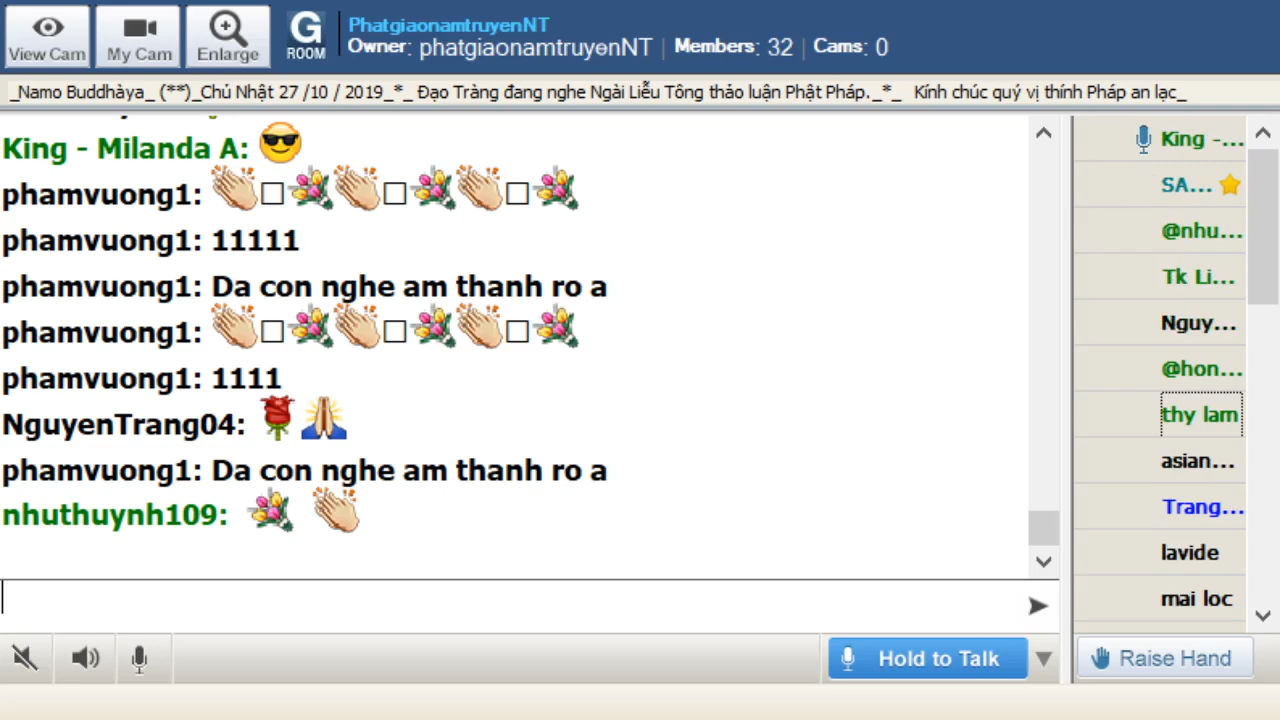 View Cam
My Cam
Enlarge
G
ROOM
PhatgiaonamtruyenNT
Owner: phatgiaonamtruyenNT | Members: 32 | Cams: 0
_Namo Buddhàya_ (**)_Chủ Nhật 27 /10 / 2019_*_ Đạo Tràng đang nghe Ngài Liễu Tông thảo luận Phật Pháp._*_ Kính chúc quý vị thính Pháp an lạc_
King - Milanda A: 😎
phamvuong1: 👏□💐👏□💐👏□💐
phamvuong1: 11111
phamvuong1: Da con nghe am thanh ro a
phamvuong1: 👏□💐👏□💐👏□💐
phamvuong1: 1111
NguyenTrang04: 🌹🙏
phamvuong1: Da con nghe am thanh ro a
nhuthuynh109: 💐 👏
King -...
SA...
@nhu...
Tk Li...
Nguy...
@hon...
thy lam
asian...
Trang...
lavide
mai loc
Hold to Talk
Raise Hand